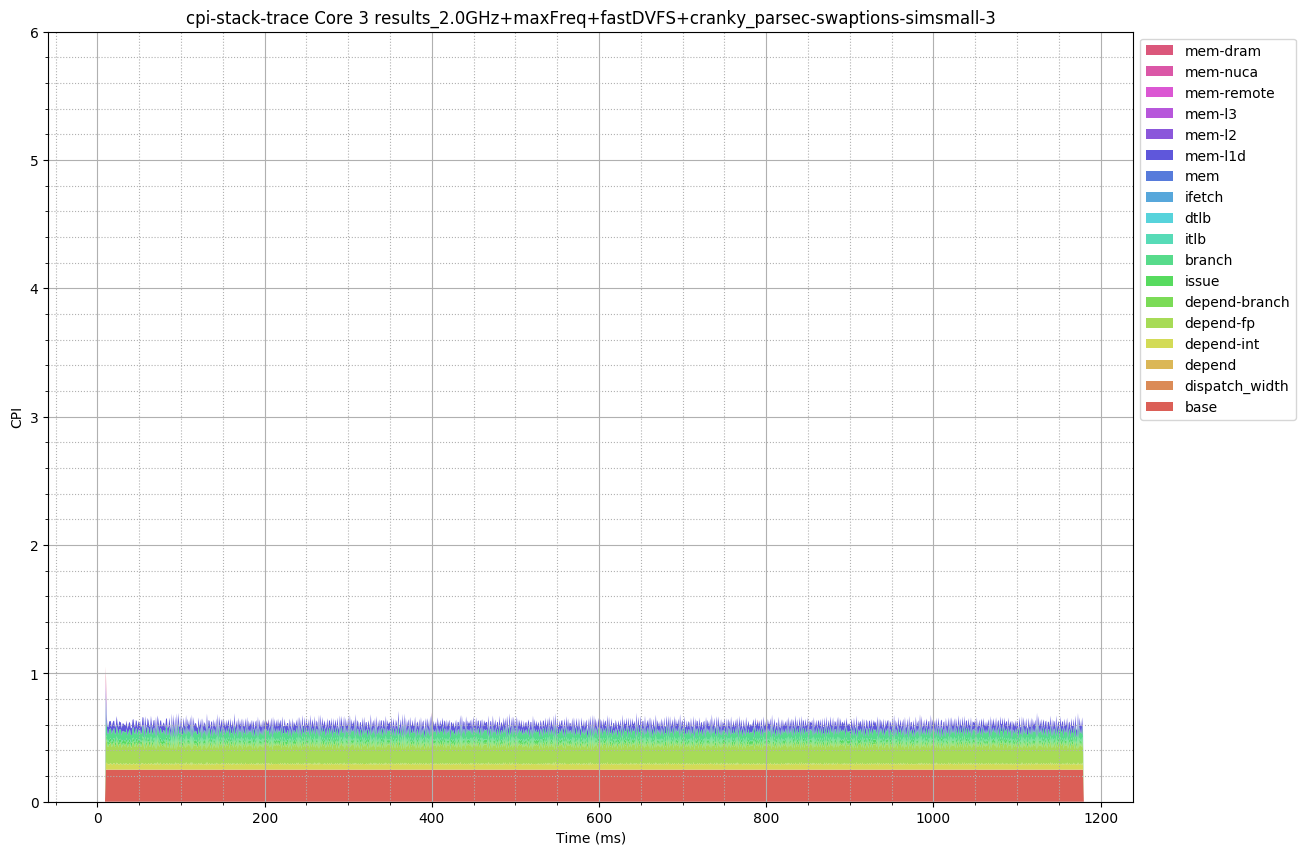 cpi-stack-trace Core 3 results_2.0GHz+maxFreq+fastDVFS+cranky_parsec-swaptions-simsmall-3
6
5
4
3
2
1
0
CPI
0 200 400 600 800 1000 1200
Time (ms)
mem-dram
mem-nuca
mem-remote
mem-l3
mem-l2
mem-l1d
mem
ifetch
dtlb
itlb
branch
issue
depend-branch
depend-fp
depend-int
depend
dispatch_width
base